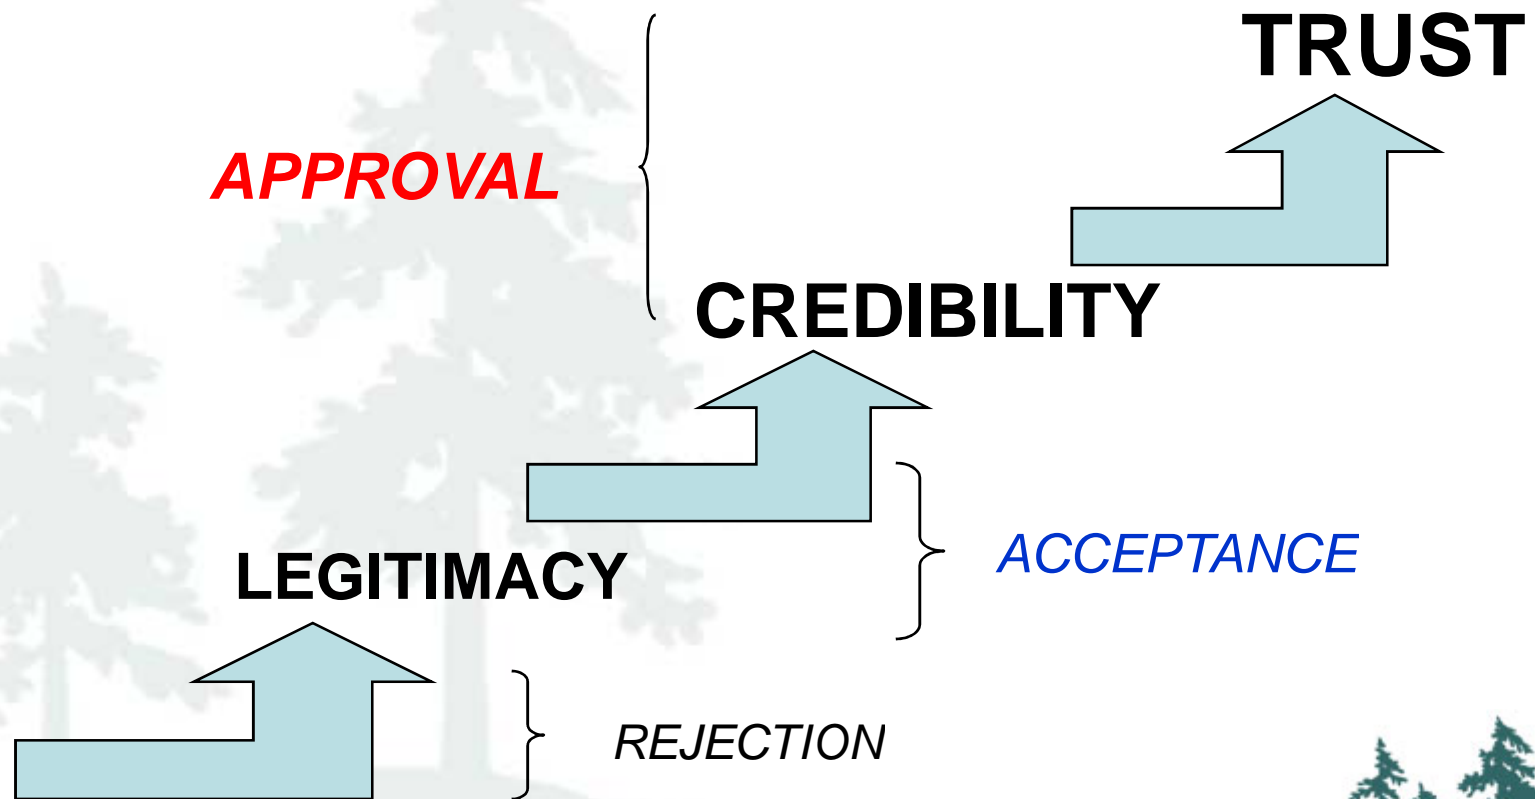 TRUST
APPROVAL
CREDIBILITY
ACCEPTANCE
LEGITIMACY
REJECTION